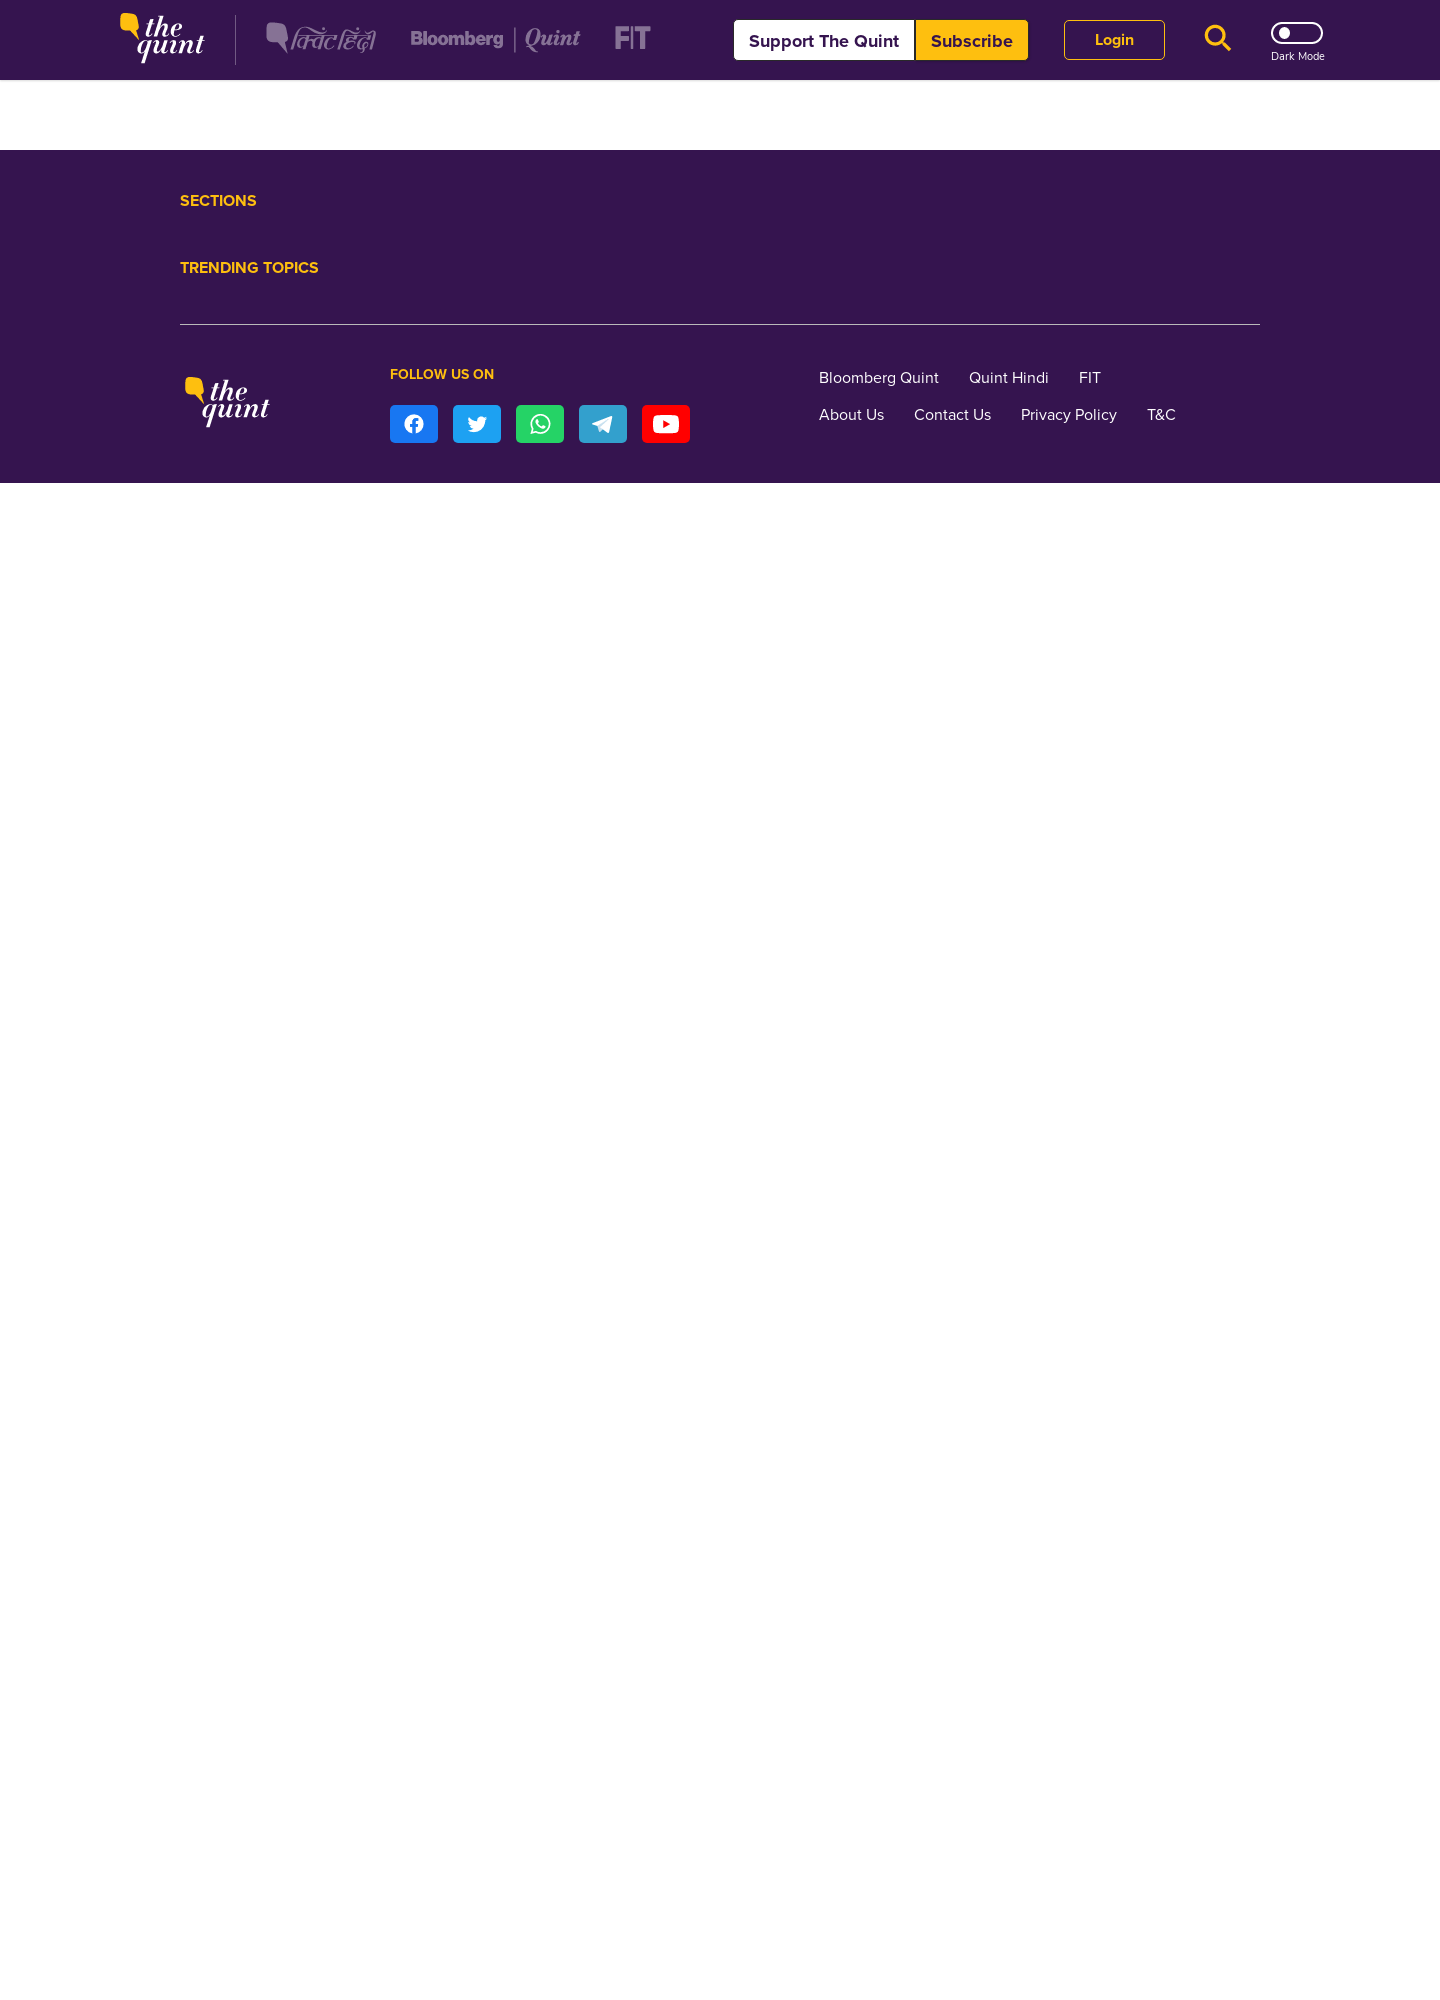 the quint
क्विंट हिंदी
Bloomberg | Quint
FIT
Support The Quint
Subscribe
Login
Dark Mode
SECTIONS
TRENDING TOPICS
the quint
FOLLOW US ON
Bloomberg Quint Quint Hindi FIT
About Us Contact Us Privacy Policy T&C